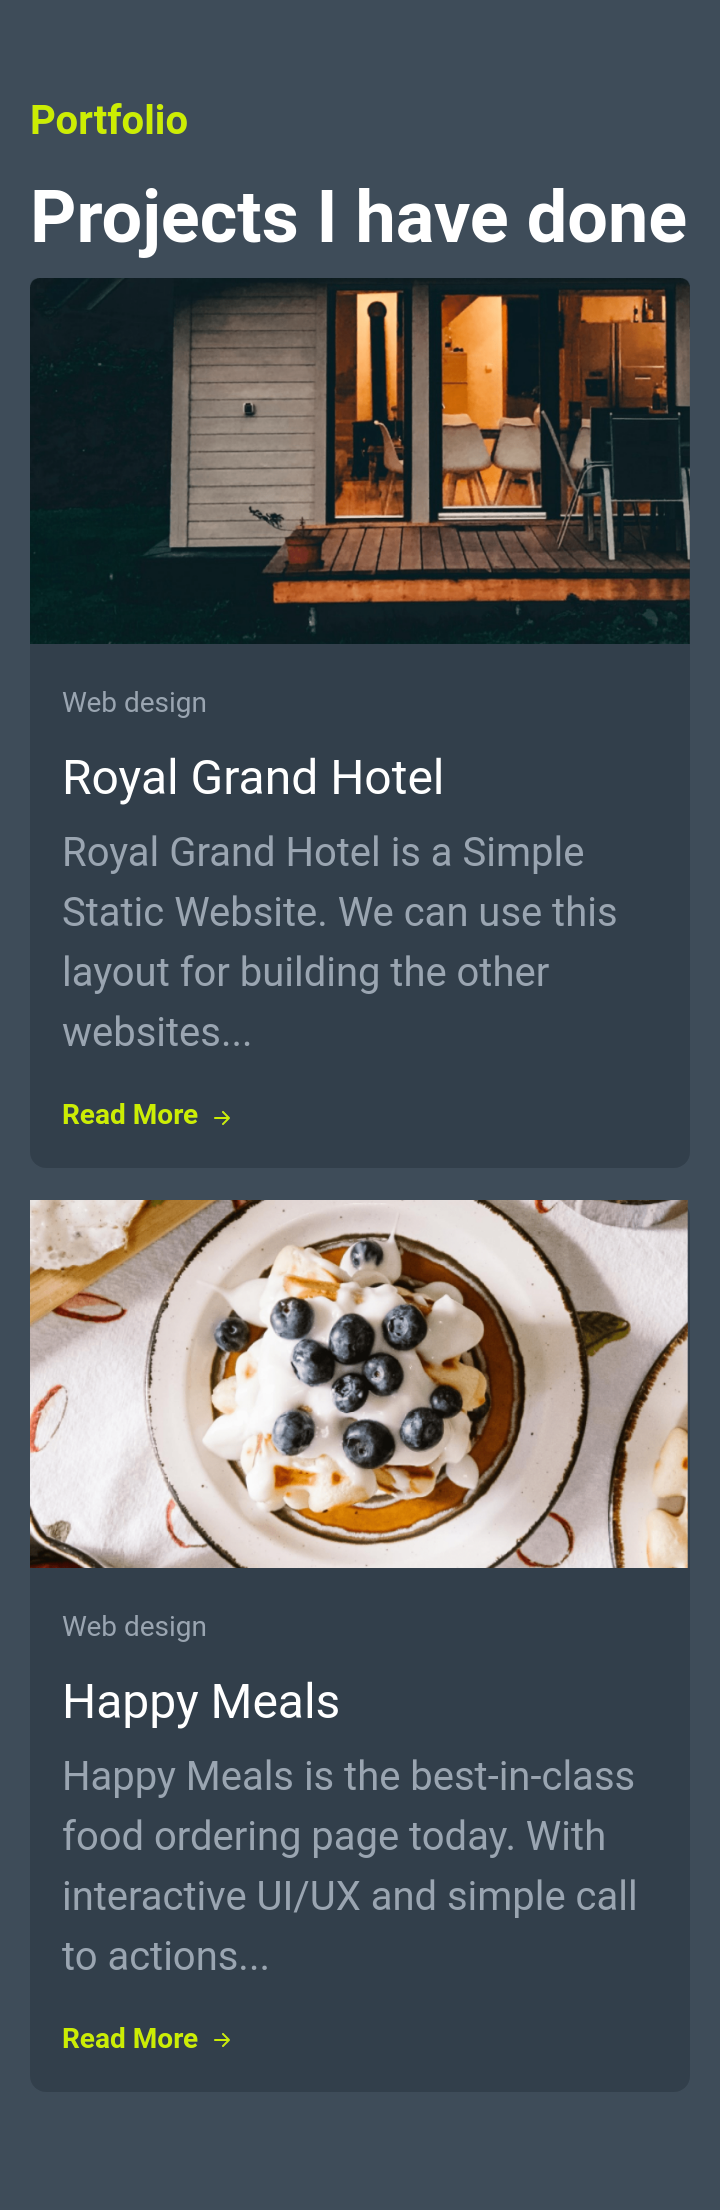 Portfolio
Projects I have done
Web design
Royal Grand Hotel
Royal Grand Hotel is a Simple
Static Website. We can use this
layout for building the other
websites...
Read More →
Web design
Happy Meals
Happy Meals is the best-in-class
food ordering page today. With
interactive UI/UX and simple call
to actions...
Read More →